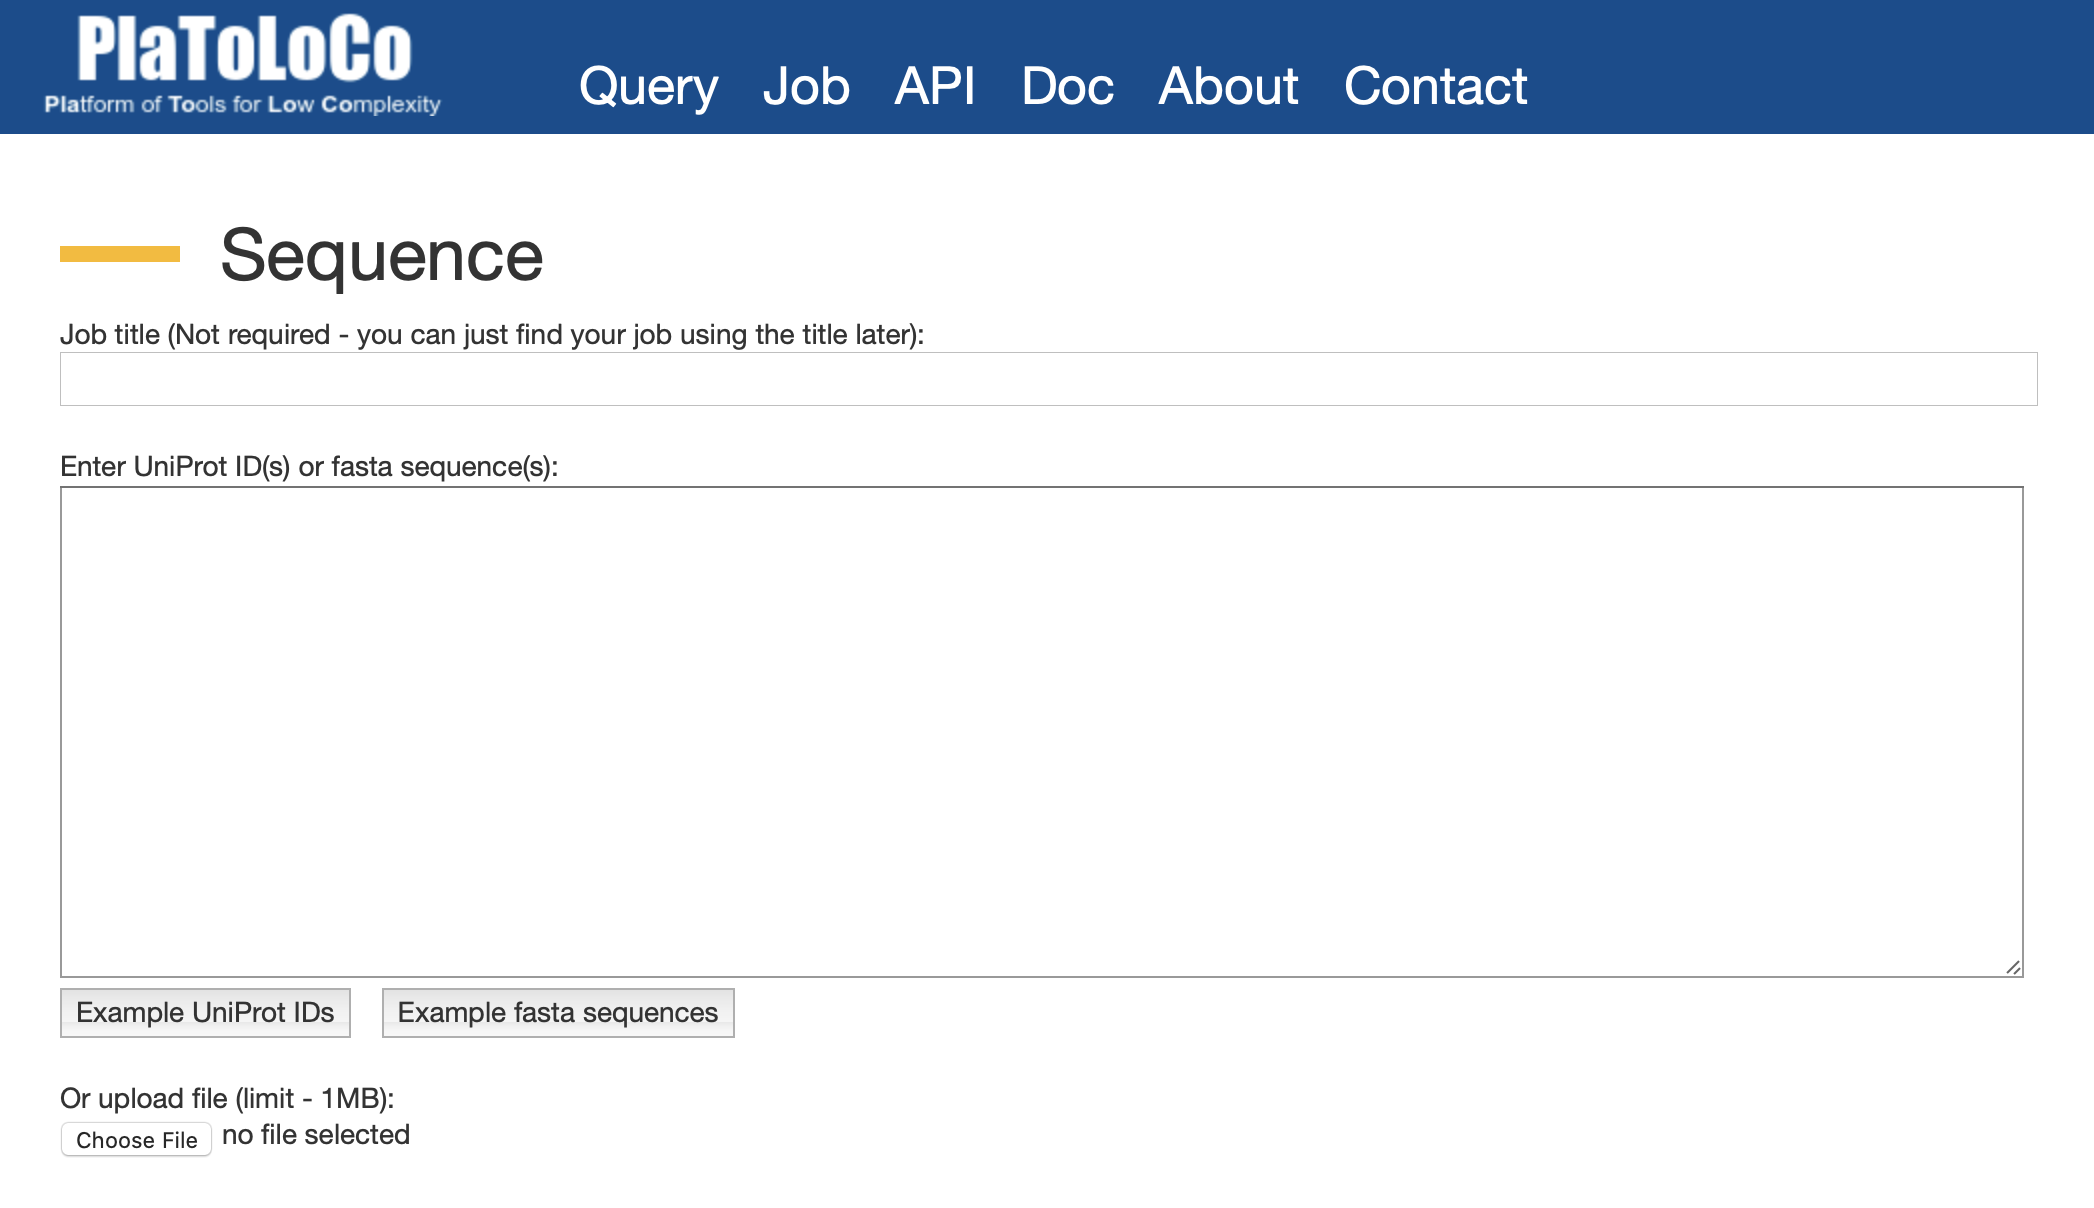 PlaToLoCo
Platform of Tools for Low Complexity
Query Job API Doc About Contact
Sequence
Job title (Not required - you can just find your job using the title later):
Enter UniProt ID(s) or fasta sequence(s):
Example UniProt IDs Example fasta sequences
Or upload file (limit - 1MB):
Choose File no file selected